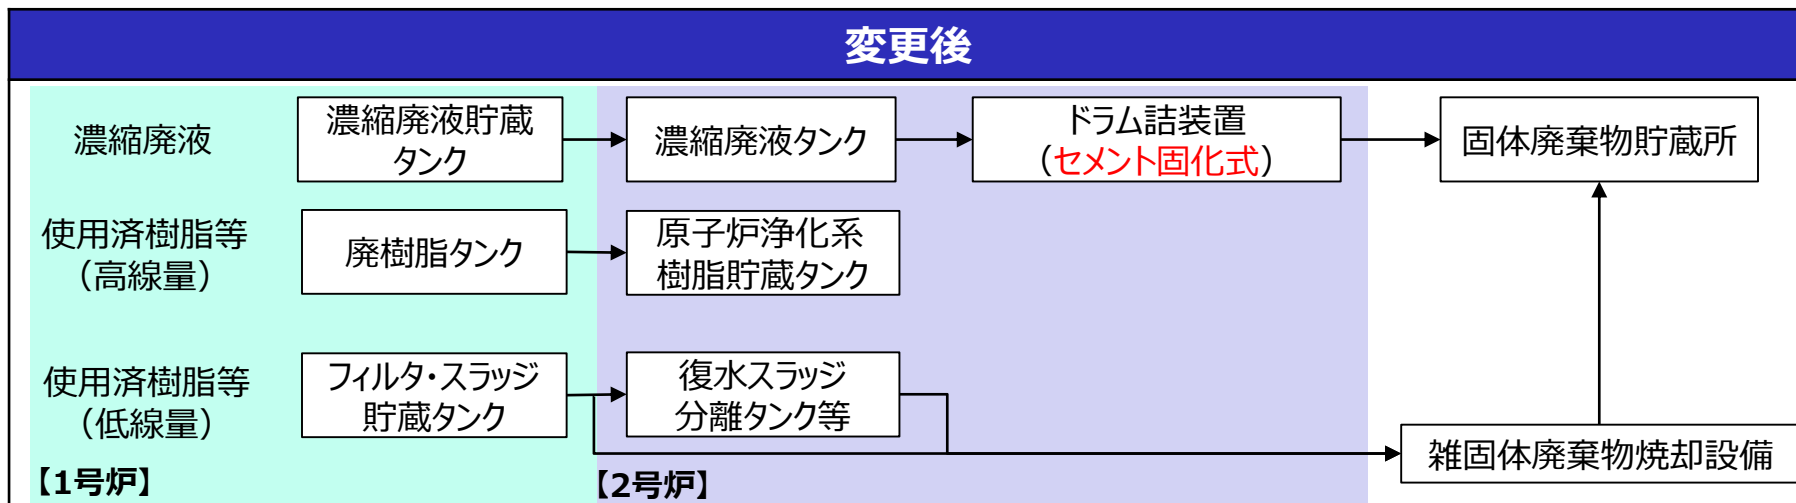 変更後
濃縮廃液
濃縮廃液貯蔵
タンク
濃縮廃液タンク
ドラム詰装置
（セメント固化式）
固体廃棄物貯蔵所
使用済樹脂等
（高線量）
廃樹脂タンク
原子炉浄化系
樹脂貯蔵タンク
使用済樹脂等
（低線量）
フィルタ・スラッジ
貯蔵タンク
復水スラッジ
分離タンク等
雑固体廃棄物焼却設備
【1号炉】
【2号炉】